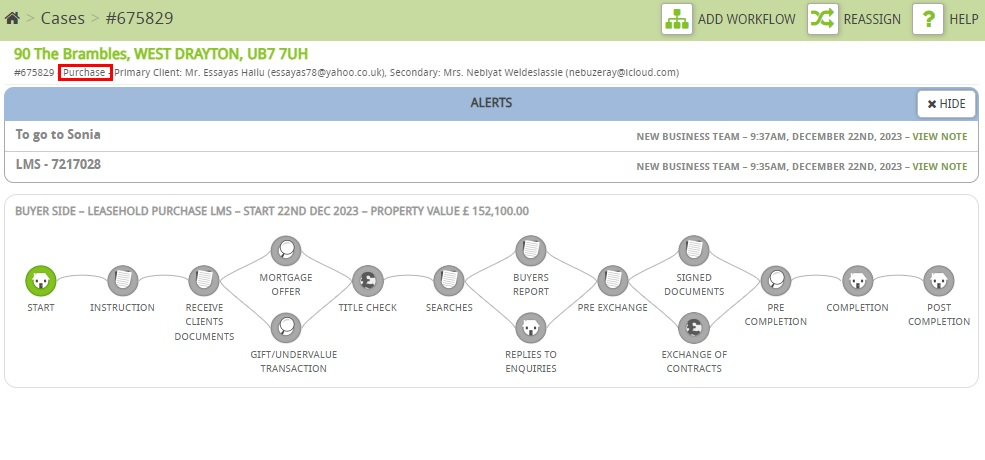 > Cases > #675829
ADD WORKFLOW
REASSIGN
? HELP
90 The Brambles, WEST DRAYTON, UB7 7UH
#675829 - Purchase - Primary Client: Mr. Essayas Hailu (essayas78@yahoo.co.uk), Secondary: Mrs. Nebiyat Weldeslassie (nebuzeray@icloud.com)
ALERTS
✖ HIDE
To go to Sonia
NEW BUSINESS TEAM – 9:37AM, DECEMBER 22ND, 2023 – VIEW NOTE
LMS - 7217028
NEW BUSINESS TEAM – 9:35AM, DECEMBER 22ND, 2023 – VIEW NOTE
BUYER SIDE – LEASEHOLD PURCHASE LMS – START 22ND DEC 2023 – PROPERTY VALUE £ 152,100.00
START
INSTRUCTION
RECEIVE
CLIENTS
DOCUMENTS
MORTGAGE
OFFER
GIFT/UNDERVALUE
TRANSACTION
TITLE CHECK
SEARCHES
BUYERS
REPORT
REPLIES TO
ENQUIRIES
PRE EXCHANGE
SIGNED
DOCUMENTS
EXCHANGE OF
CONTRACTS
PRE
COMPLETION
COMPLETION
POST
COMPLETION